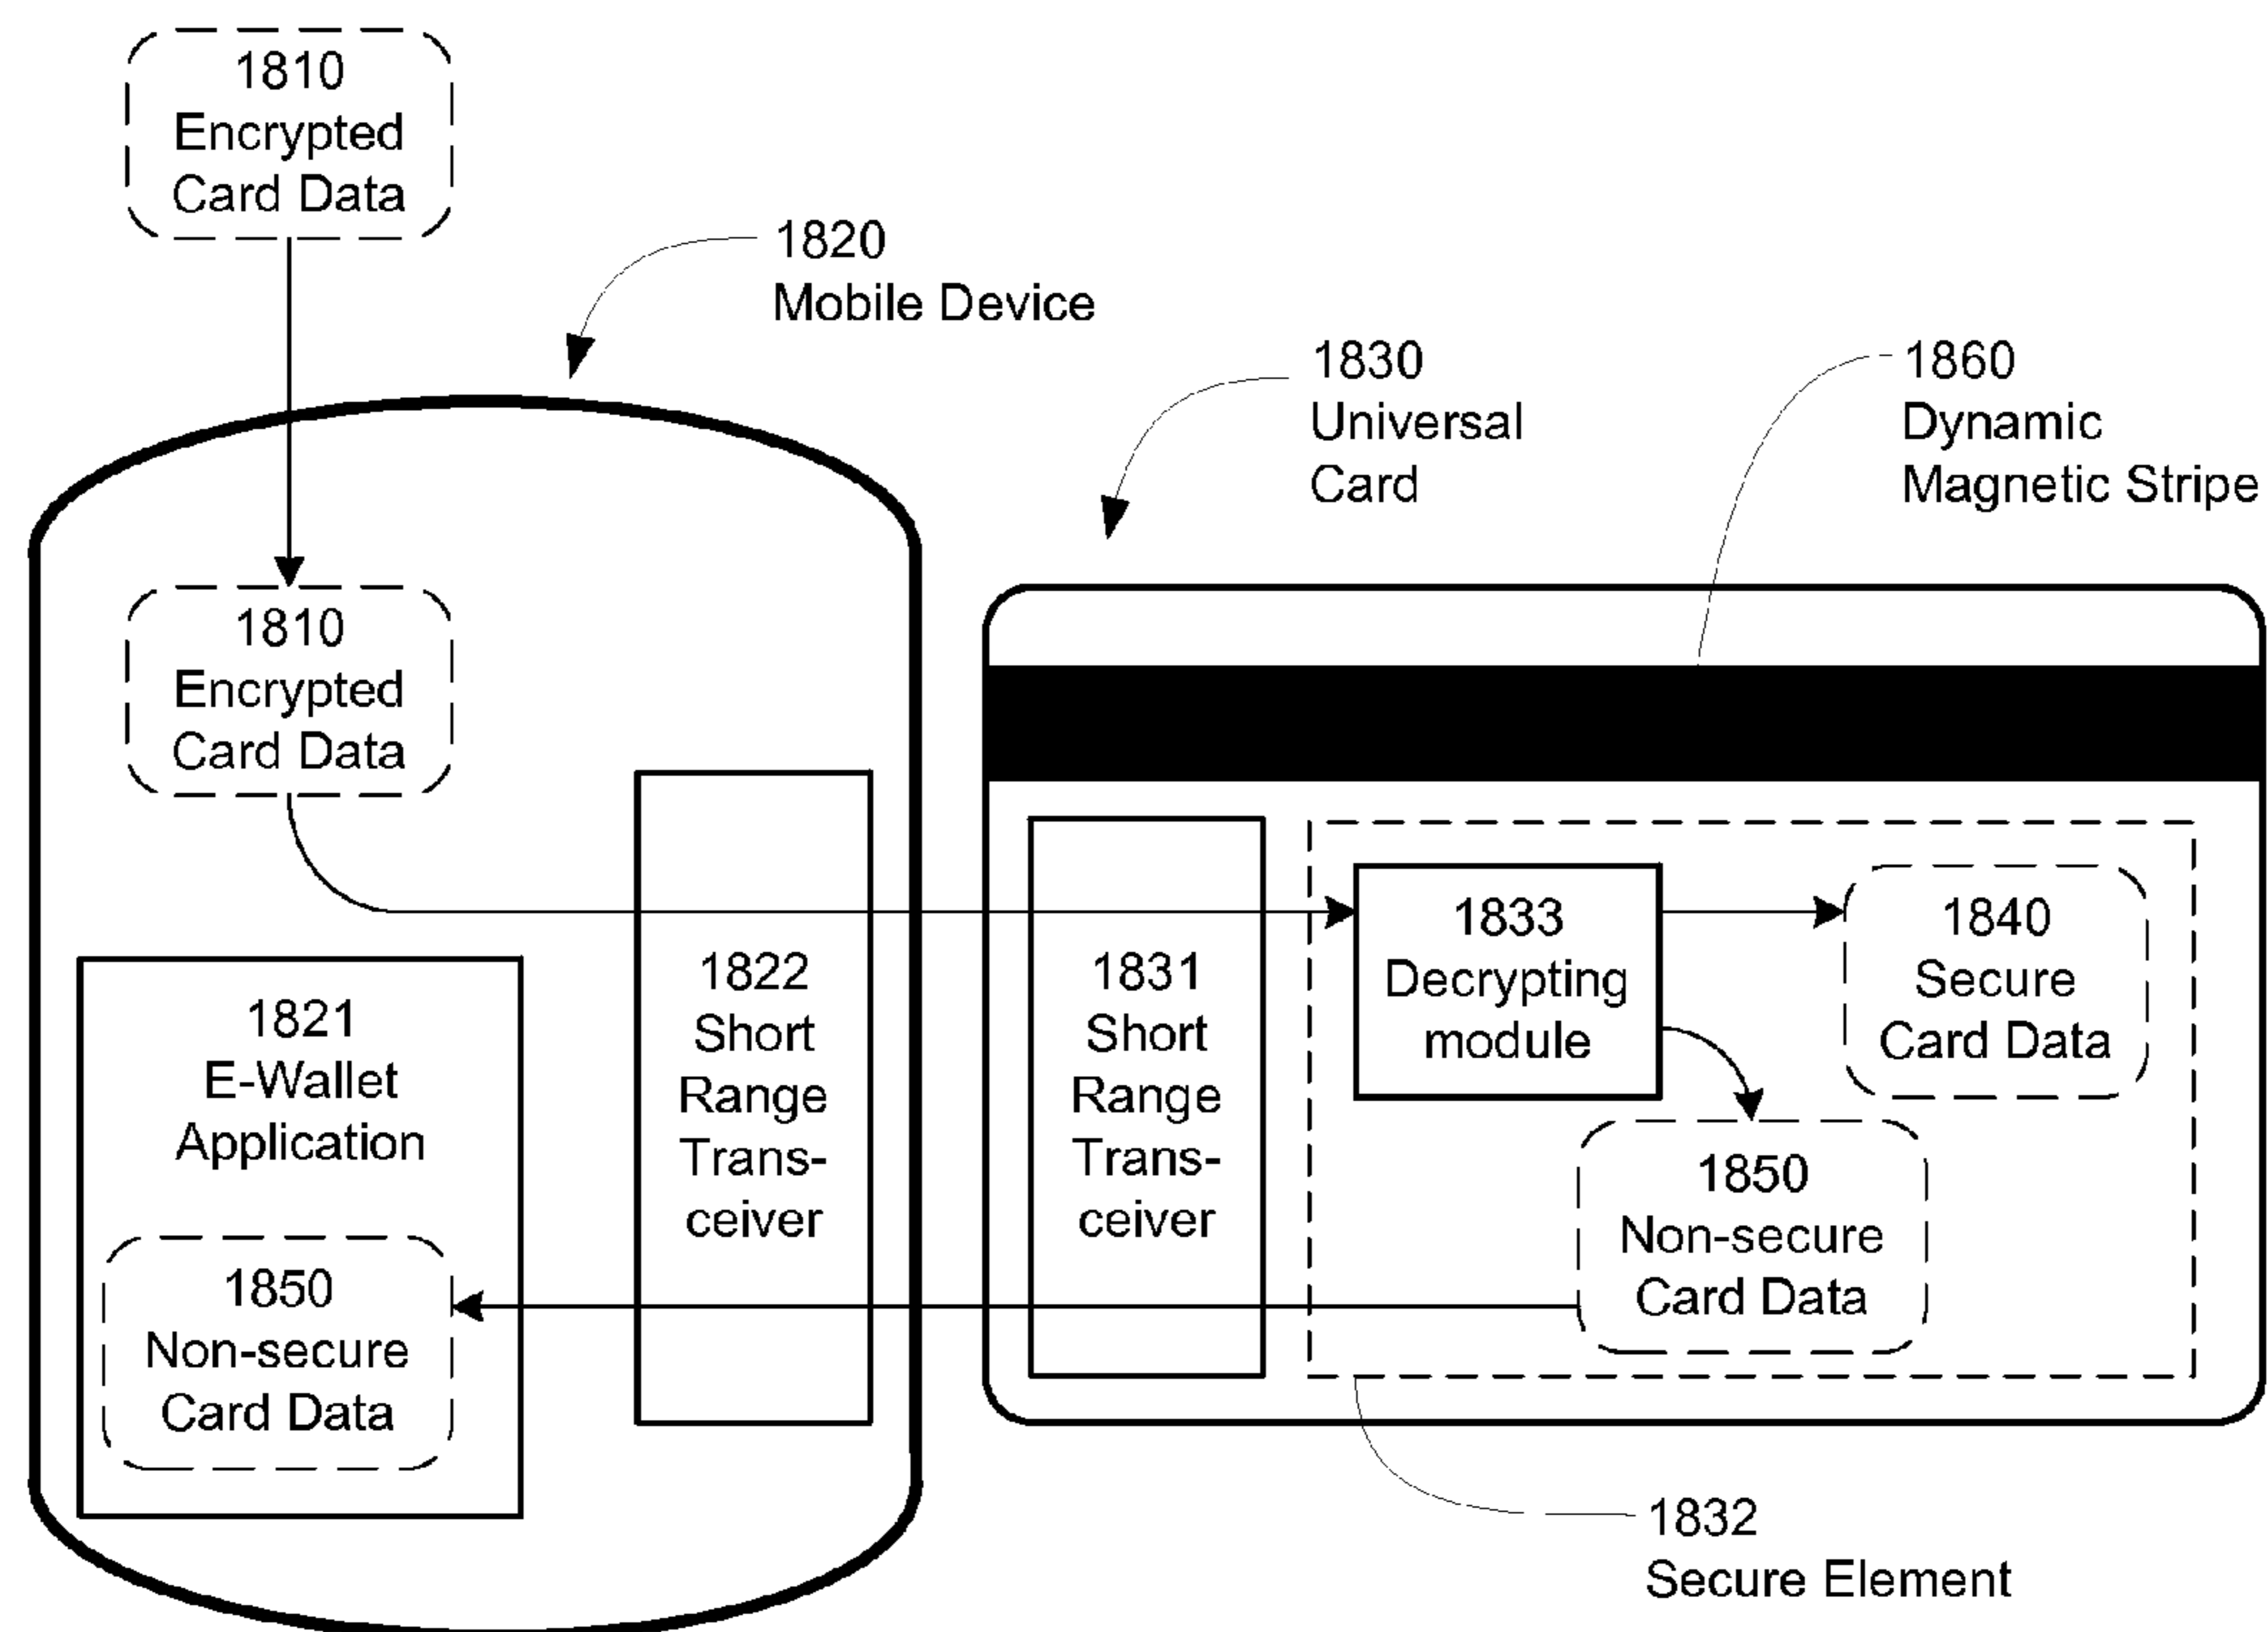 1810
Encrypted
Card Data
1820
Mobile Device
1830
Universal
Card
1860
Dynamic
Magnetic Stripe
1810
Encrypted
Card Data
1821
E-Wallet
Application
1850
Non-secure
Card Data
1822
Short
Range
Trans-
ceiver
1831
Short
Range
Trans-
ceiver
1833
Decrypting
module
1840
Secure
Card Data
1850
Non-secure
Card Data
1832
Secure Element